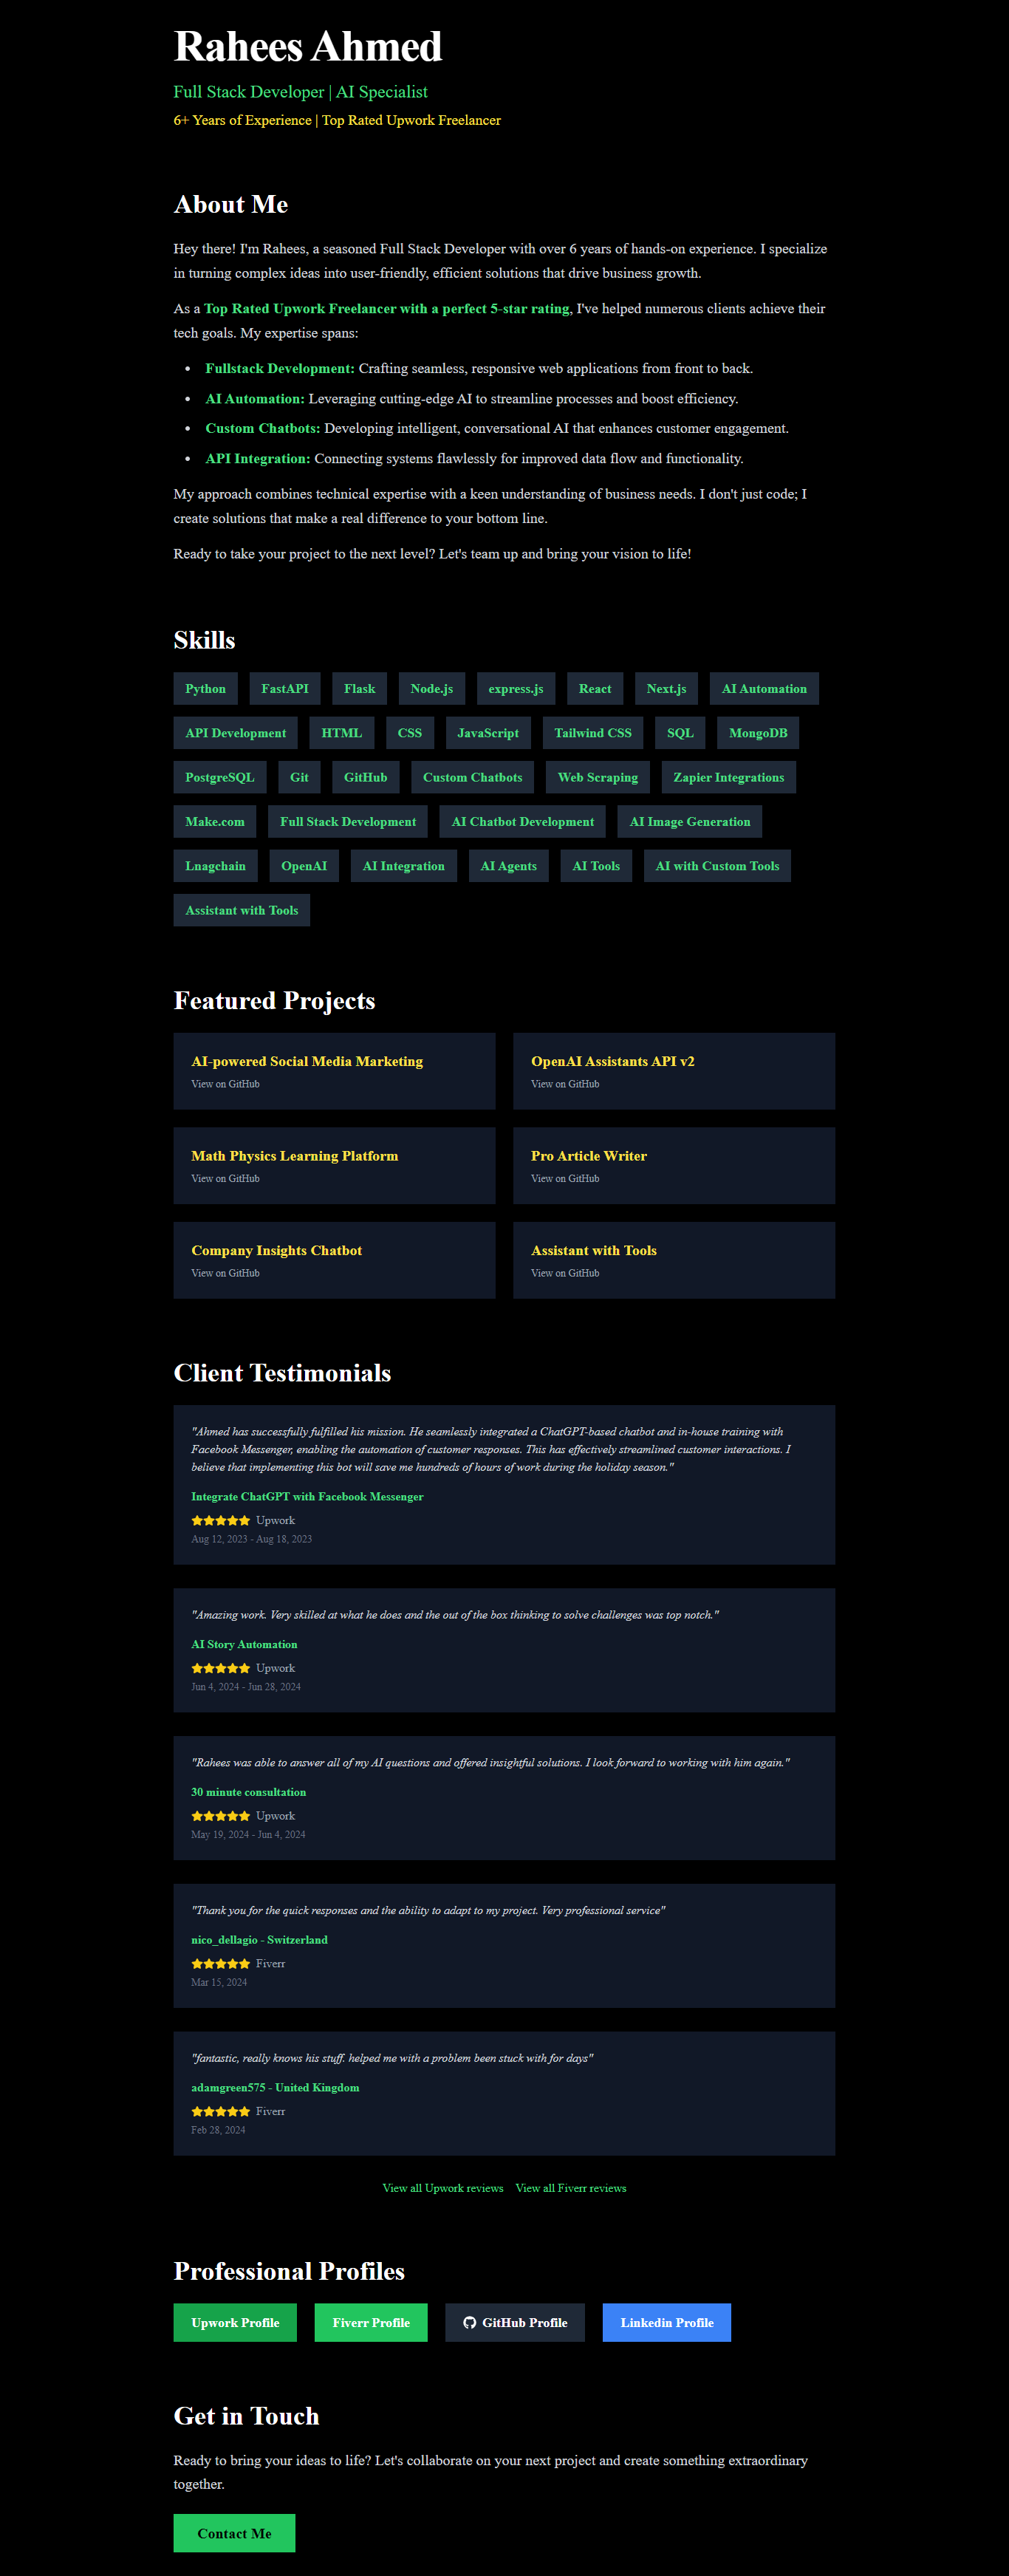 Rahees Ahmed
Full Stack Developer | AI Specialist
6+ Years of Experience | Top Rated Upwork Freelancer
About Me
Hey there! I'm Rahees, a seasoned Full Stack Developer with over 6 years of hands-on experience. I specialize
in turning complex ideas into user-friendly, efficient solutions that drive business growth.
As a Top Rated Upwork Freelancer with a perfect 5-star rating, I've helped numerous clients achieve their
tech goals. My expertise spans:
• Fullstack Development: Crafting seamless, responsive web applications from front to back.
• AI Automation: Leveraging cutting-edge AI to streamline processes and boost efficiency.
• Custom Chatbots: Developing intelligent, conversational AI that enhances customer engagement.
• API Integration: Connecting systems flawlessly for improved data flow and functionality.
My approach combines technical expertise with a keen understanding of business needs. I don't just code; I
create solutions that make a real difference to your bottom line.
Ready to take your project to the next level? Let's team up and bring your vision to life!
Skills
Python FastAPI Flask Node.js express.js React Next.js AI Automation
API Development HTML CSS JavaScript Tailwind CSS SQL MongoDB
PostgreSQL Git GitHub Custom Chatbots Web Scraping Zapier Integrations
Make.com Full Stack Development AI Chatbot Development AI Image Generation
Lnagchain OpenAI AI Integration AI Agents AI Tools AI with Custom Tools
Assistant with Tools
Featured Projects
AI-powered Social Media Marketing
View on GitHub
OpenAI Assistants API v2
View on GitHub
Math Physics Learning Platform
View on GitHub
Pro Article Writer
View on GitHub
Company Insights Chatbot
View on GitHub
Assistant with Tools
View on GitHub
Client Testimonials
"Ahmed has successfully fulfilled his mission. He seamlessly integrated a ChatGPT-based chatbot and in-house training with
Facebook Messenger, enabling the automation of customer responses. This has effectively streamlined customer interactions. I
believe that implementing this bot will save me hundreds of hours of work during the holiday season."
Integrate ChatGPT with Facebook Messenger
Upwork
Aug 12, 2023 - Aug 18, 2023
"Amazing work. Very skilled at what he does and the out of the box thinking to solve challenges was top notch."
AI Story Automation
Upwork
Jun 4, 2024 - Jun 28, 2024
"Rahees was able to answer all of my AI questions and offered insightful solutions. I look forward to working with him again."
30 minute consultation
Upwork
May 19, 2024 - Jun 4, 2024
"Thank you for the quick responses and the ability to adapt to my project. Very professional service"
nico_dellagio - Switzerland
Fiverr
Mar 15, 2024
"fantastic, really knows his stuff. helped me with a problem been stuck with for days"
adamgreen575 - United Kingdom
Fiverr
Feb 28, 2024
View all Upwork reviews View all Fiverr reviews
Professional Profiles
Upwork Profile Fiverr Profile GitHub Profile Linkedin Profile
Get in Touch
Ready to bring your ideas to life? Let's collaborate on your next project and create something extraordinary
together.
Contact Me